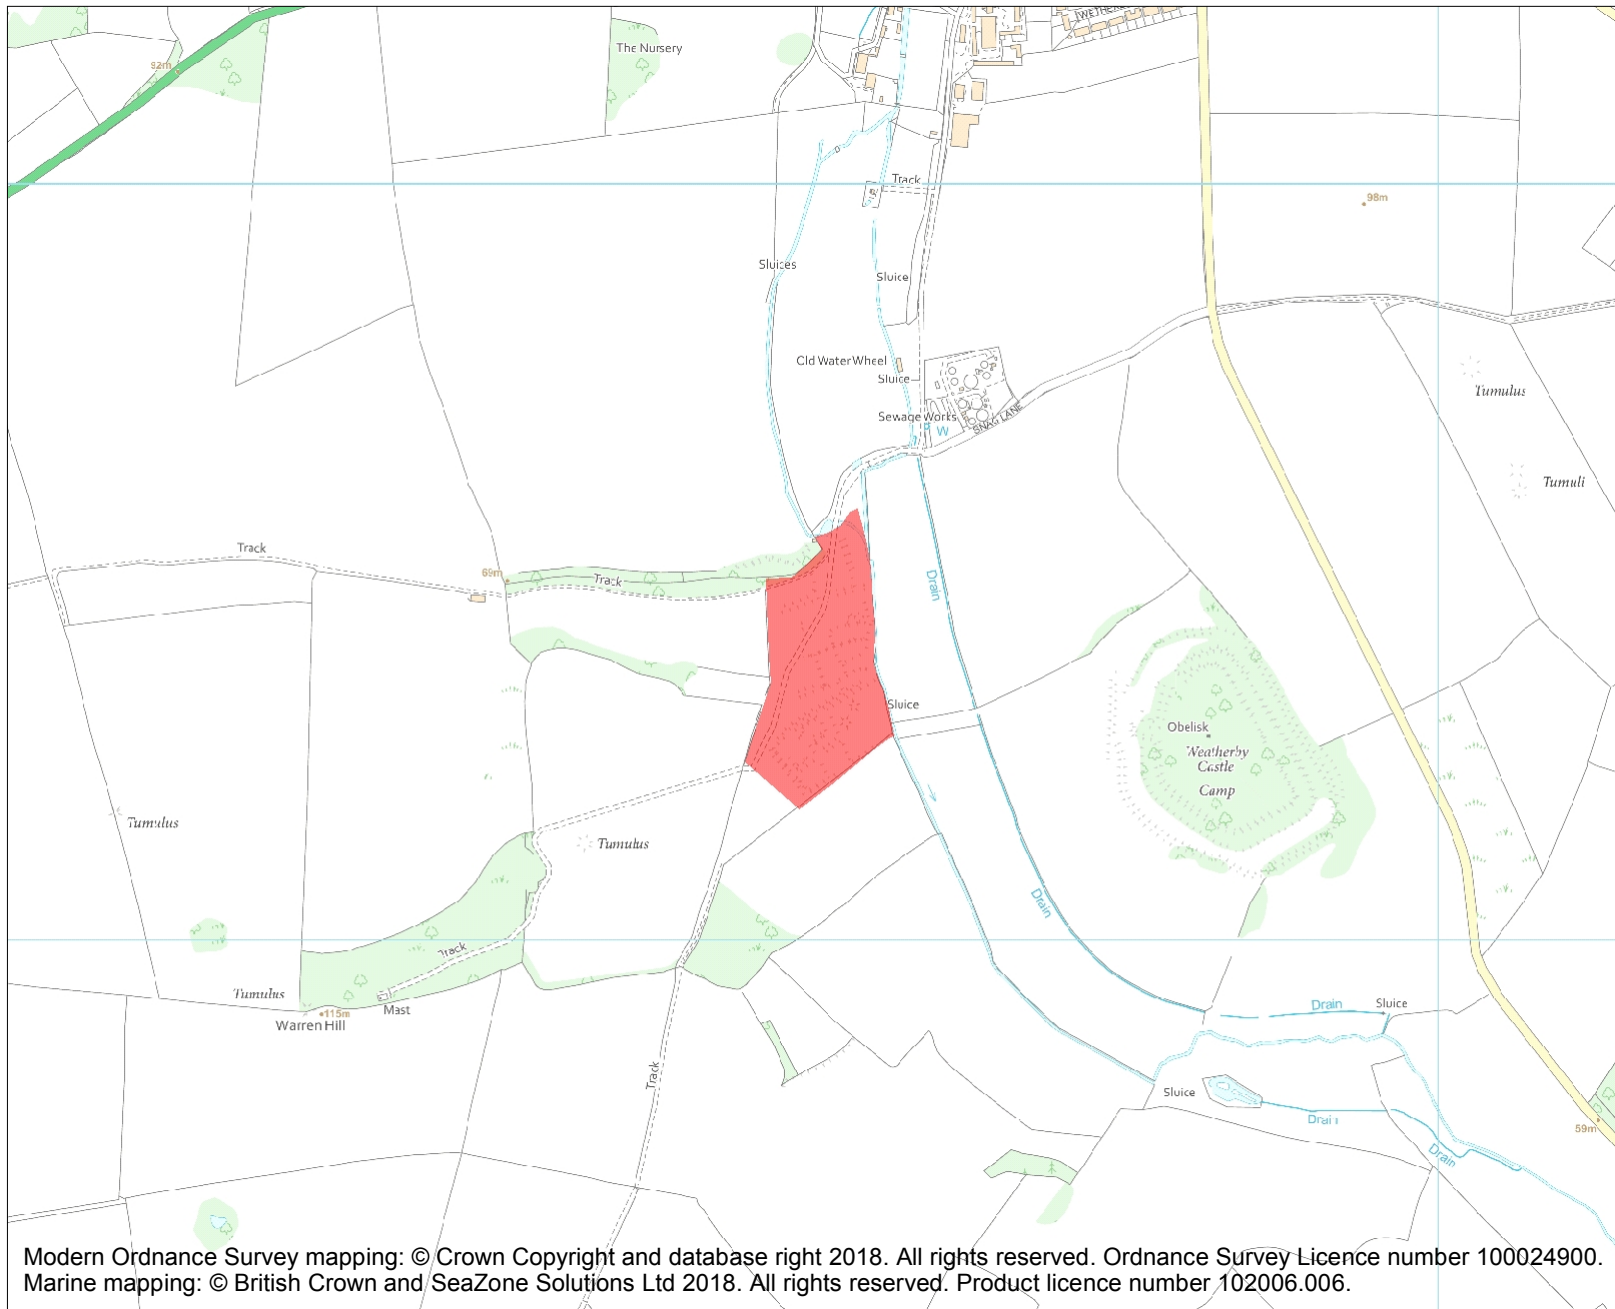 The Nursery
92m
Track
98m
Sluices
Sluice
Old Water Wheel
Sluice
Sewage Works
SNAG LANE
W
Tumulus
Tumuli
Track
69m
Track
Drain
Sluice
Obelisk
Weatherby
Castle
Camp
Tumulus
Tumulus
Drain
Track
Tumulus
Mast
115m
Warren Hill
Drain
Sluice
Track
Sluice
Drain
59m
Drain
Modern Ordnance Survey mapping: © Crown Copyright and database right 2018. All rights reserved. Ordnance Survey Licence number 100024900.
Marine mapping: © British Crown and SeaZone Solutions Ltd 2018. All rights reserved. Product licence number 102006.006.